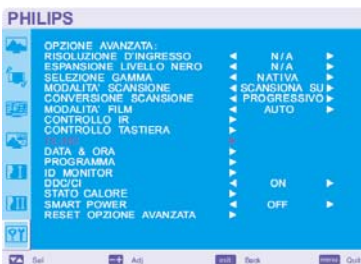 PHILIPS
OPZIONE AVANZATA:
RISOLUZIONE D'INGRESSO N/A
ESPANSIONE LIVELLO NERO N/A
SELEZIONE GAMMA NATIVA
MODALITA' SCANSIONE SCANSIONA SU
CONVERSIONE SCANSIONE PROGRESSIVO
MODALITA' FILM AUTO
CONTROLLO IR
CONTROLLO TASTIERA
DATA & ORA
PROGRAMMA
ID MONITOR
DDC/CI ON
STATO CALORE
SMART POWER OFF
RESET OPZIONE AVANZATA
Sel Adj exit Back menu Quit